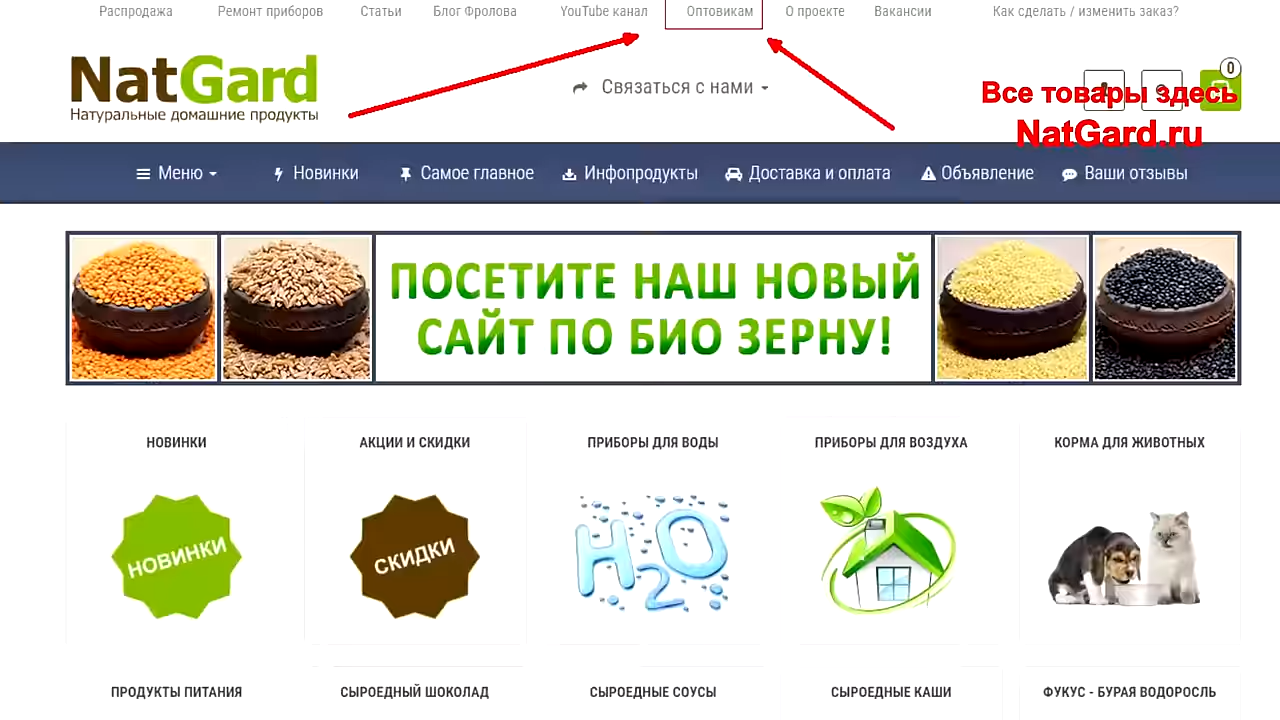 Распродажа Ремонт приборов Статьи Блог Фролова YouTube канал Оптовикам О проекте Вакансии Как сделать / изменить заказ?
NatGard
Натуральные домашние продукты
Связаться с нами
0
Все товары здесь
NatGard.ru
Меню Новинки Самое главное Инфопродукты Доставка и оплата Объявление Ваши отзывы
ПОСЕТИТЕ НАШ НОВЫЙ
САЙТ ПО БИО ЗЕРНУ!
НОВИНКИ АКЦИИ И СКИДКИ ПРИБОРЫ ДЛЯ ВОДЫ ПРИБОРЫ ДЛЯ ВОЗДУХА КОРМА ДЛЯ ЖИВОТНЫХ
НОВИНКИ СКИДКИ H2O
ПРОДУКТЫ ПИТАНИЯ СЫРОЕДНЫЙ ШОКОЛАД СЫРОЕДНЫЕ СОУСЫ СЫРОЕДНЫЕ КАШИ ФУКУС - БУРАЯ ВОДОРОСЛЬ